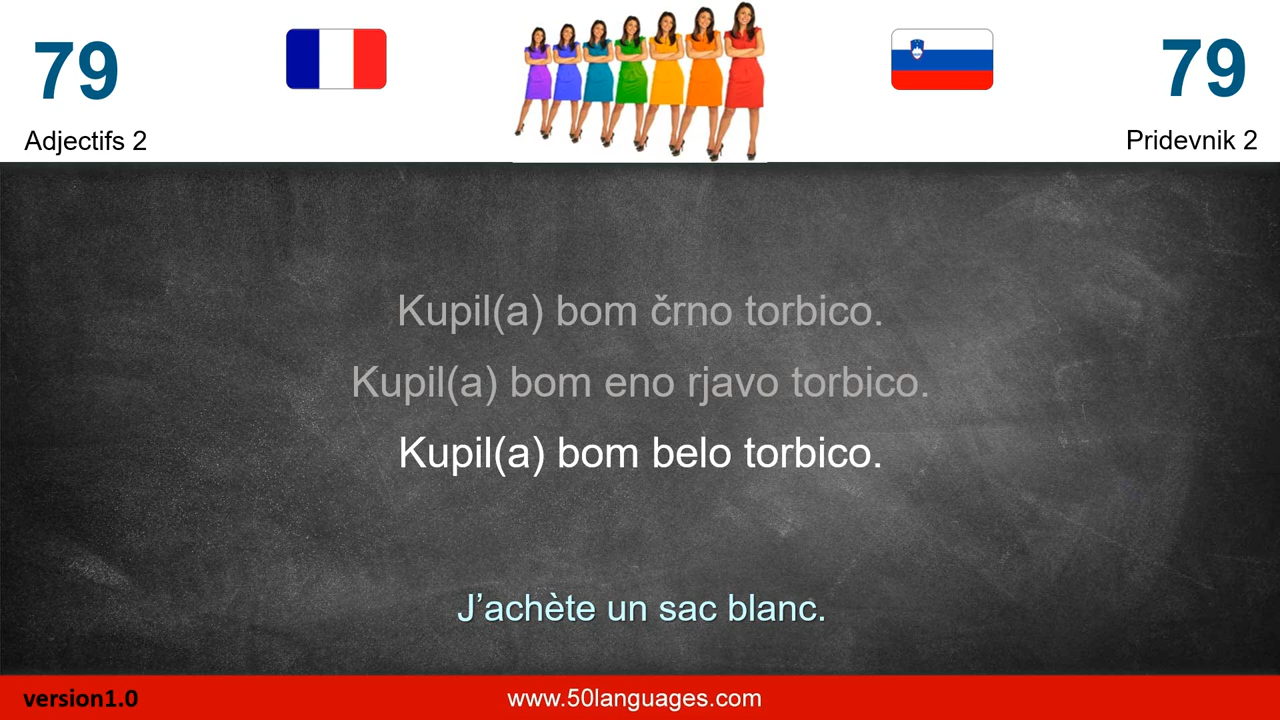 79
79
Adjectifs 2
Pridevnik 2
Kupil(a) bom črno torbico.
Kupil(a) bom eno rjavo torbico.
Kupil(a) bom belo torbico.
J’achète un sac blanc.
version1.0
www.50languages.com